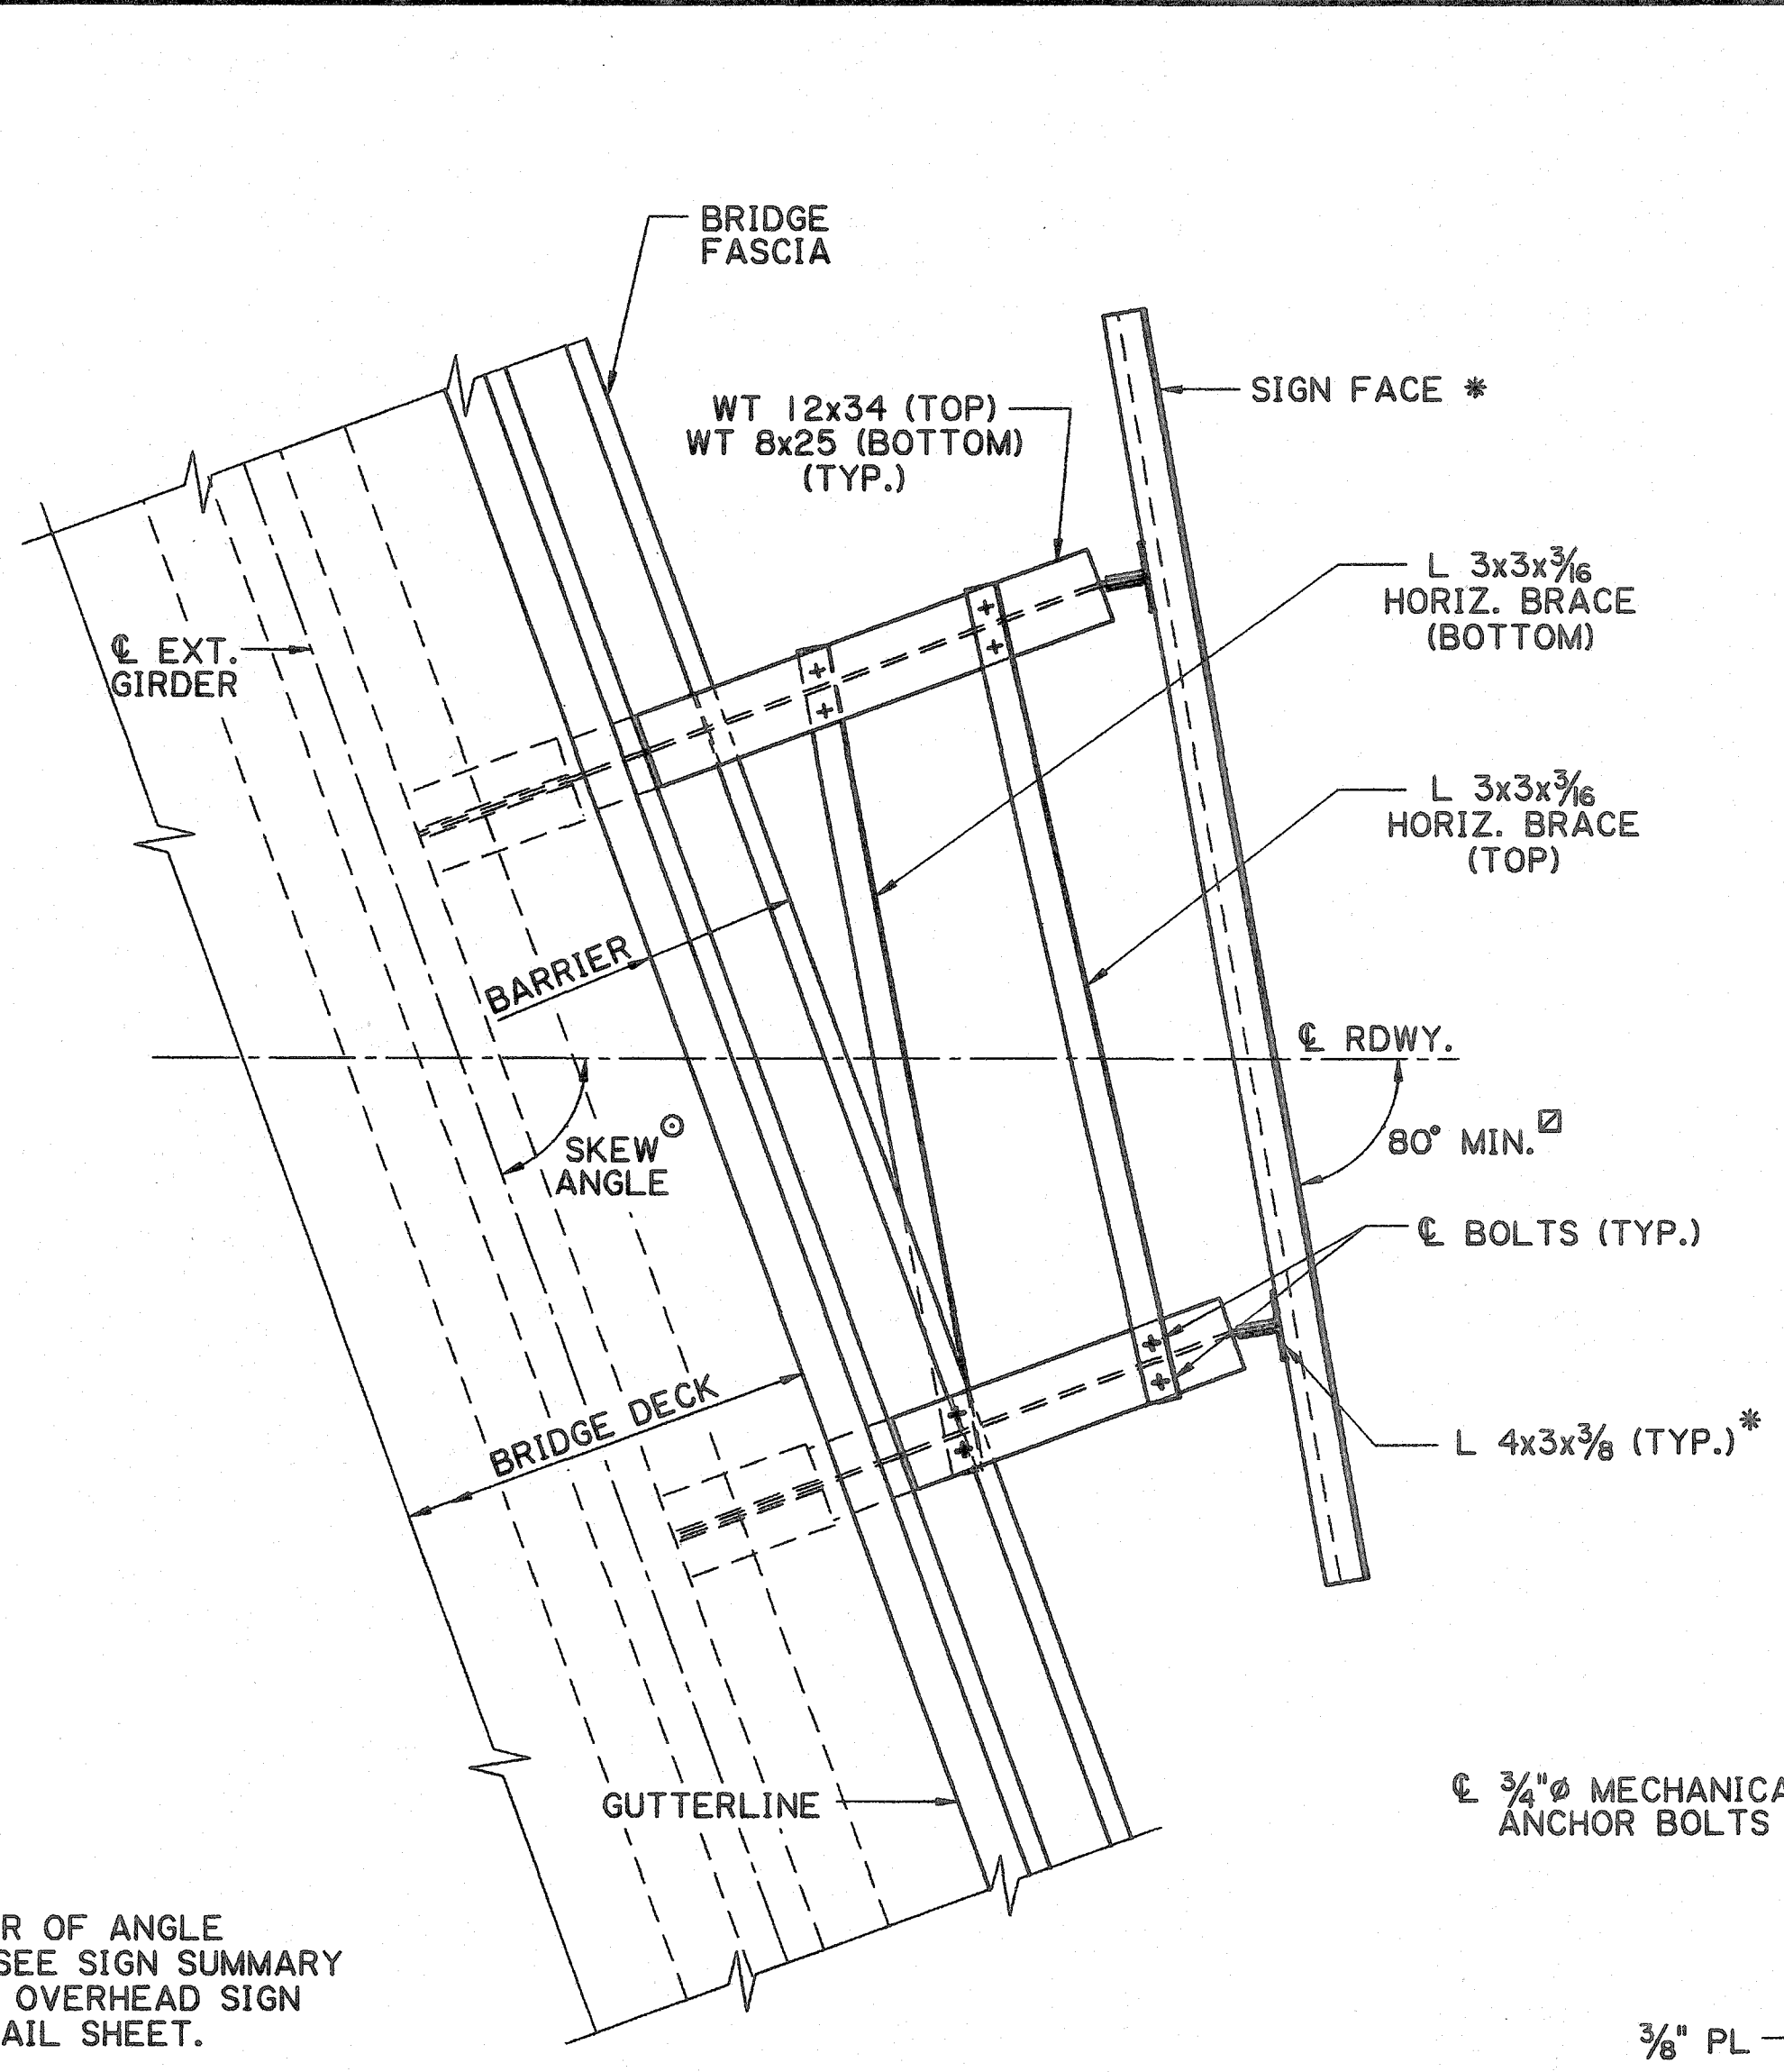 BRIDGE
FASCIA
SIGN FACE *
WT 12x34 (TOP)
WT 8x25 (BOTTOM)
(TYP.)
L 3x3x3/16
HORIZ. BRACE
(BOTTOM)
℄ EXT.
GIRDER
L 3x3x3/16
HORIZ. BRACE
(TOP)
BARRIER
℄ RDWY.
SKEW ⊙
ANGLE
80° MIN. ⍁
℄ BOLTS (TYP.)
BRIDGE DECK
L 4x3x3/8 (TYP.) *
GUTTERLINE
℄ 3/4"ø MECHANICA
ANCHOR BOLTS
R OF ANGLE
SEE SIGN SUMMARY
OVERHEAD SIGN
AIL SHEET.
3/8" PL